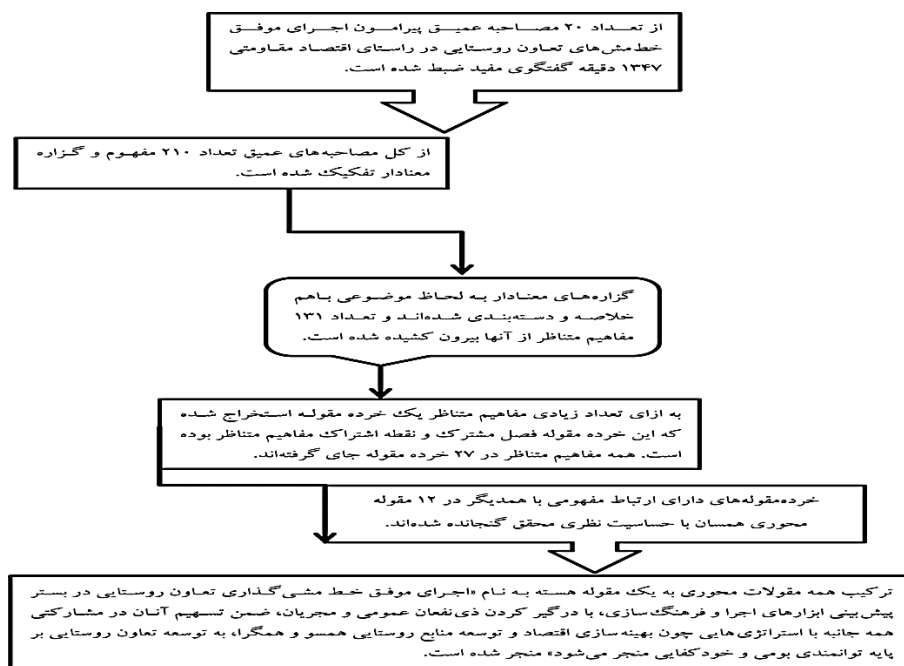 از تعداد ۲۰ مصاحبه عمیق پیرامون اجرای موفق
خط‌مش‌های تعاون روستایی در راستای اقتصاد مقاومتی
۱۳۴۷ دقیقه گفتگوی مفید ضبط شده است.
از کل مصاحبه‌های عمیق تعداد ۲۱۰ مفهوم و گزاره
معنادار تفکیک شده است.
گزاره‌های معنادار به لحاظ موضوعی باهم
خلاصه و دسته‌بندی شده‌اند و تعداد ۱۳۱
مفاهیم متناظر از آنها بیرون کشیده شده است.
به ازای تعداد زیادی مفاهیم متناظر یک خرده مقوله استخراج شده
که این خرده مقوله فصل مشترک و نقطه اشتراک مفاهیم متناظر بوده
است. همه مفاهیم متناظر در ۲۷ خرده مقوله جای گرفته‌اند.
خرده‌مقوله‌های دارای ارتباط مفهومی با همدیگر در ۱۲ مقوله
محوری همسان با حساسیت نظری محقق گنجانده شده‌اند.
ترکیب همه مقولات محوری به یک مقوله هسته به نام «اجرای موفق خط مشی‌گذاری تعاون روستایی در بستر
پیش‌بینی ابزارهای اجرا و فرهنگ‌سازی، با درگیر کردن ذی‌نفعان عمومی و مجریان، ضمن تسهیم آنان در مشارکتی
همه جانبه با استراتژی‌هایی چون بهینه‌سازی اقتصاد و توسعه منابع روستایی همسو و همگرا، به توسعه تعاون روستایی بر
پایه توانمندی بومی و خودکفایی منجر می‌شود» منجر شده است.